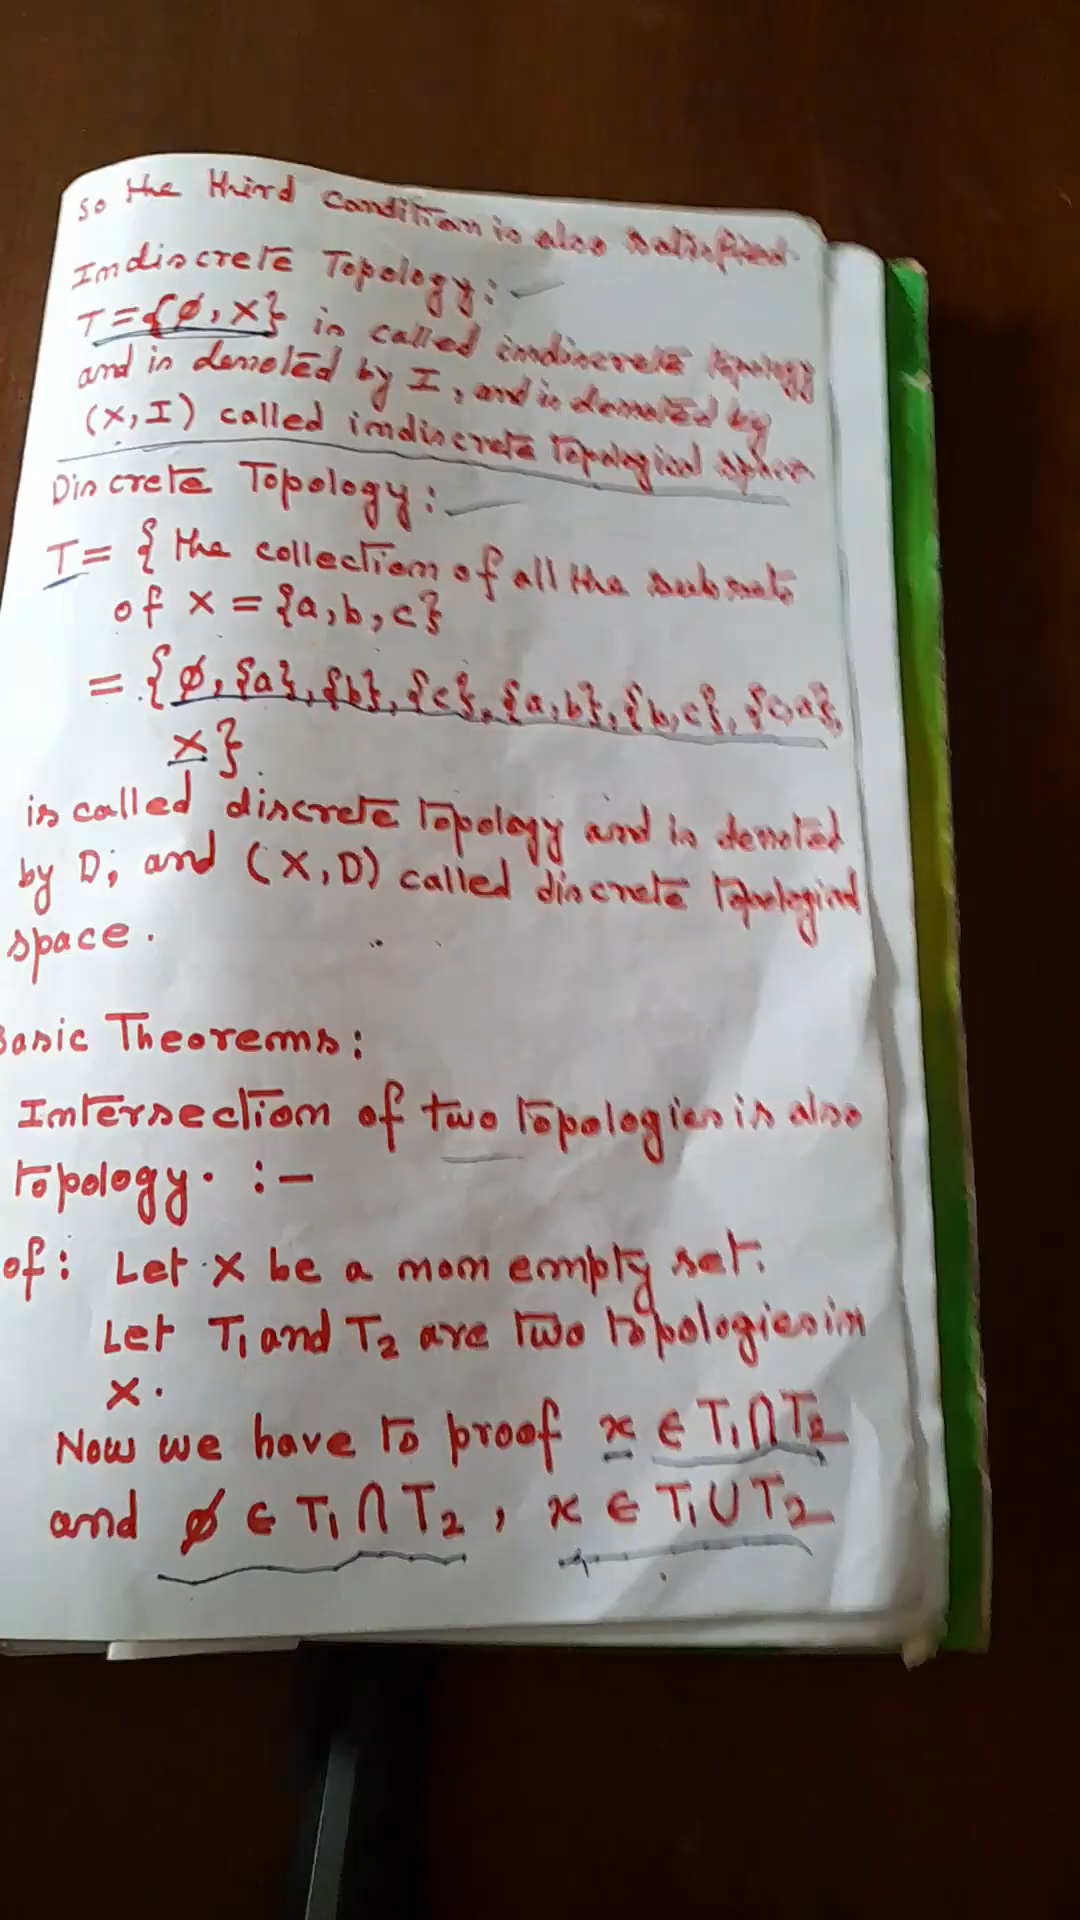 So the third condition is also satisfied
Indiscrete Topology:
T={ø,X} is called indiscrete topology
and is denoted by I, and is denoted by
(X,I) called indiscrete topological space
Discrete Topology:
T= { the collection of all the subsets
of X = {a,b,c}
= {ø,{a},{b},{c},{a,b},{b,c},{c,a},
X}.
is called discrete topology and is denoted
by D; and (X,D) called discrete topological
space.
Basic Theorems:
Intersection of two topologies is also
topology. :-
of: Let X be a non empty set.
Let T1 and T2 are two topologies in
X.
Now we have to proof x ∈ T1∩T2
and ø ∈ T1∩T2, x ∈ T1∪T2